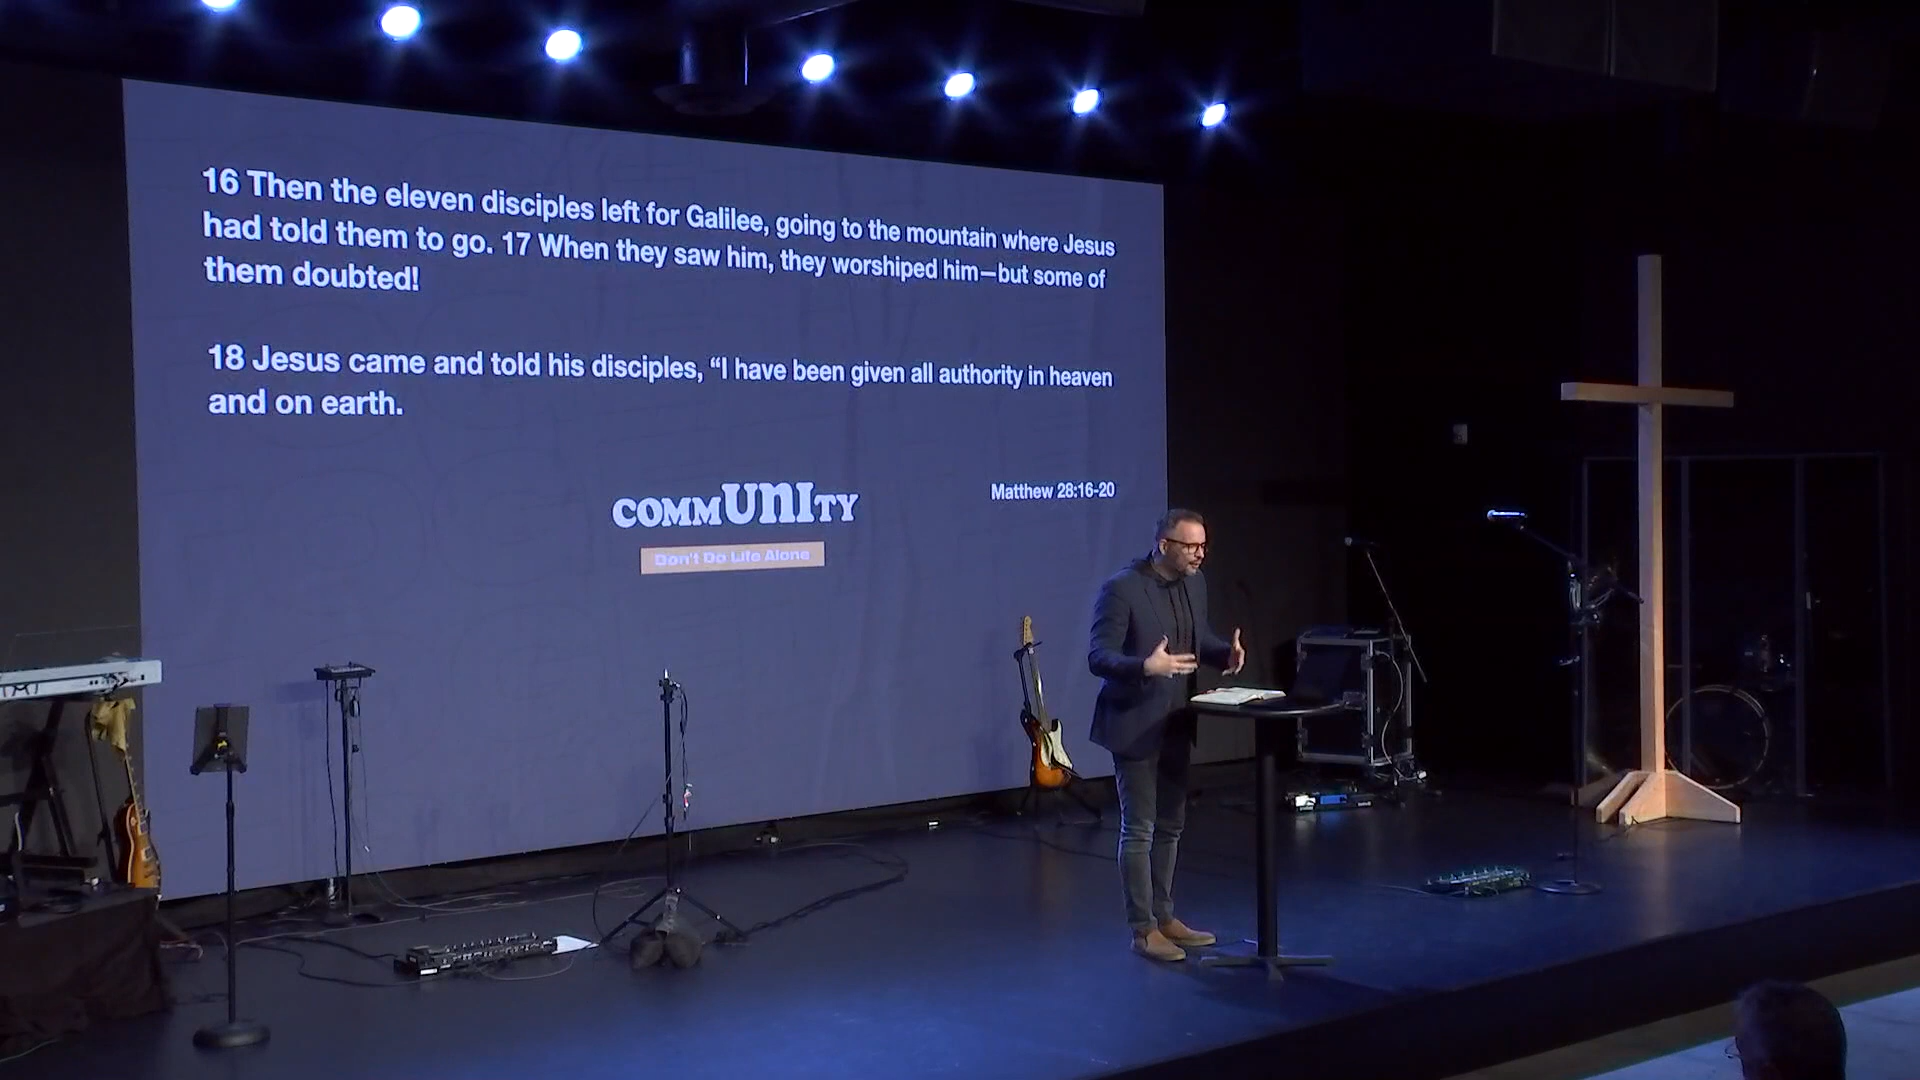 16 Then the eleven disciples left for Galilee, going to the mountain where Jesus
had told them to go. 17 When they saw him, they worshiped him—but some of
them doubted!
18 Jesus came and told his disciples, “I have been given all authority in heaven
and on earth.
Matthew 28:16-20
COMMUNITY
Don't Do Life Alone